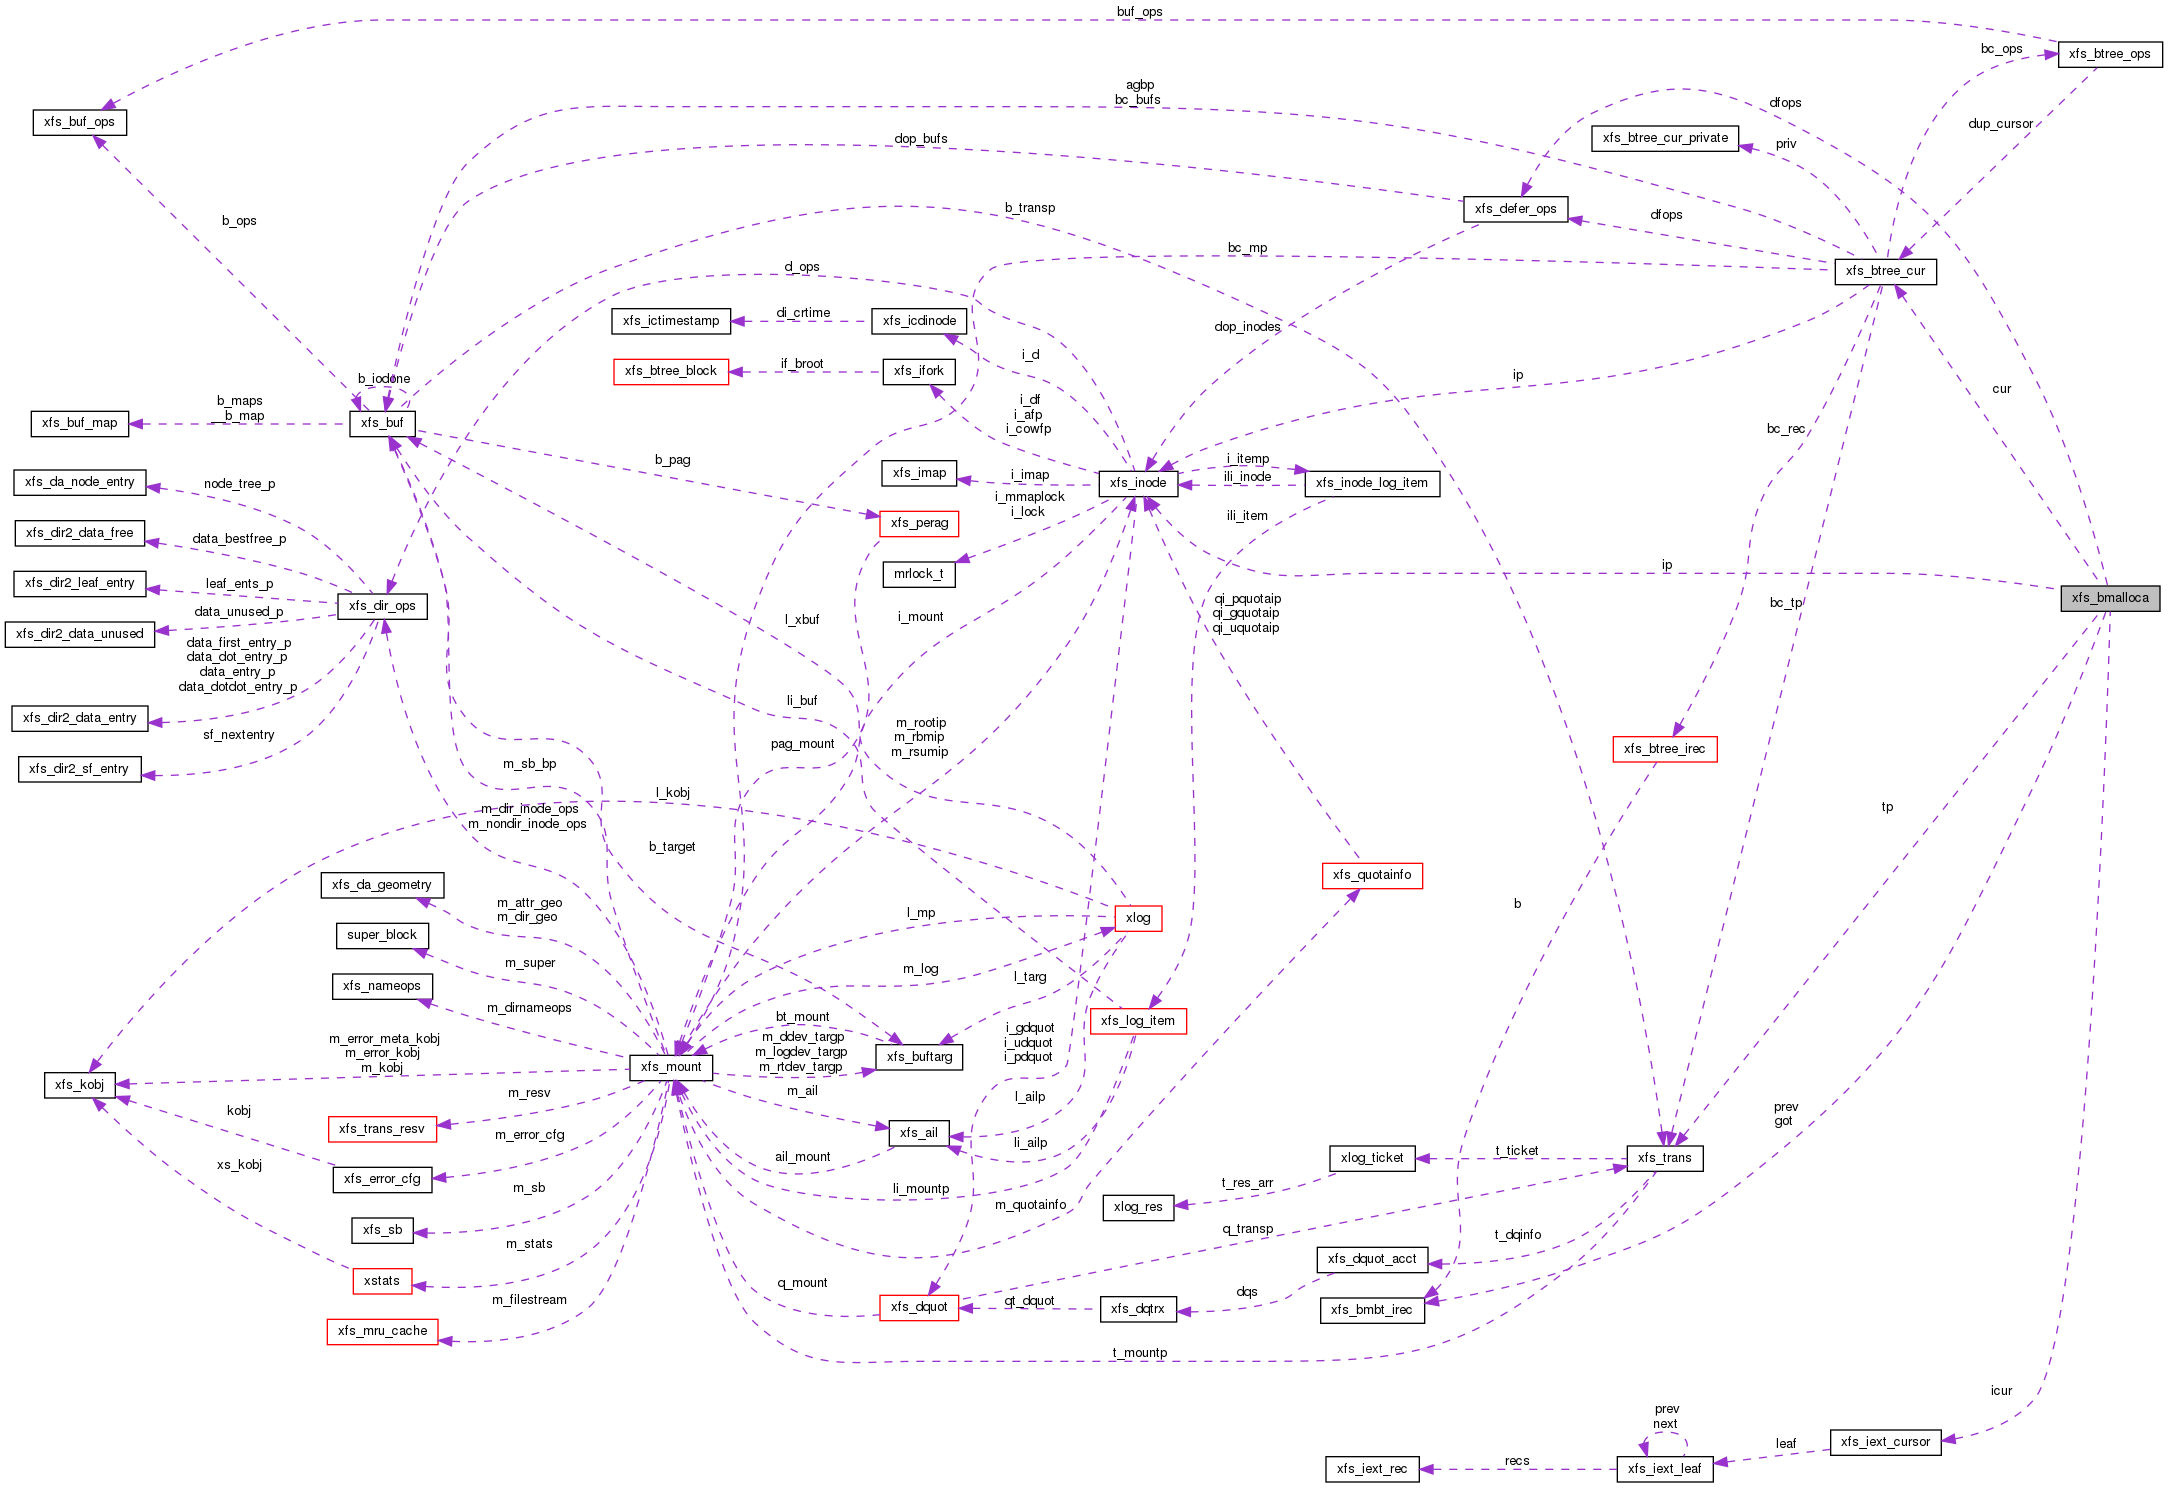 buf_ops
xfs_btree_ops
bc_ops
agbp
bc_bufs
dfops
xfs_buf_ops
dup_cursor
xfs_btree_cur_private
priv
dop_bufs
b_ops
b_transp
xfs_defer_ops
dfops
bc_mp
d_ops
xfs_btree_cur
xfs_ictimestamp
di_crtime
xfs_icdinode
dop_inodes
i_d
xfs_btree_block
if_broot
xfs_ifork
ip
cur
b_iodone
b_maps
__b_map
xfs_buf_map
xfs_buf
i_df
i_afp
i_cowfp
bc_rec
b_pag
xfs_imap
i_imap
xfs_inode
i_itemp
ili_inode
xfs_inode_log_item
xfs_da_node_entry
node_tree_p
i_mmaplock
i_lock
ili_item
xfs_perag
xfs_dir2_data_free
data_bestfree_p
xfs_dir2_leaf_entry
leaf_ents_p
mrlock_t
ip
xfs_bmalloca
xfs_dir_ops
data_unused_p
xfs_dir2_data_unused
l_xbuf
i_mount
qi_pquotaip
qi_gquotaip
qi_uquotaip
bc_tp
data_first_entry_p
data_dot_entry_p
data_entry_p
data_dotdot_entry_p
xfs_dir2_data_entry
li_buf
sf_nextentry
xfs_dir2_sf_entry
pag_mount
m_rootip
m_rbmip
m_rsumip
xfs_btree_irec
m_sb_bp
l_kobj
m_dir_inode_ops
m_nondir_inode_ops
tp
b_target
xfs_da_geometry
m_attr_geo
m_dir_geo
xfs_quotainfo
b
l_mp
xlog
super_block
m_super
m_log
l_targ
xfs_nameops
m_dirnameops
bt_mount
m_ddev_targp
m_logdev_targp
m_rtdev_targp
xfs_buftarg
xfs_log_item
i_gdquot
i_udquot
i_pdquot
m_error_meta_kobj
m_error_kobj
m_kobj
xfs_kobj
xfs_mount
m_resv
m_ail
l_ailp
kobj
xfs_trans_resv
m_error_cfg
xfs_ail
li_ailp
prev
got
xs_kobj
xfs_error_cfg
ail_mount
xlog_ticket
t_ticket
xfs_trans
m_sb
li_mountp
m_quotainfo
xlog_res
t_res_arr
xfs_sb
m_stats
q_transp
t_dqinfo
xstats
q_mount
xfs_dquot_acct
m_filestream
xfs_dquot
qt_dquot
xfs_dqtrx
dqs
xfs_bmbt_irec
xfs_mru_cache
t_mountp
icur
prev
next
leaf
xfs_iext_cursor
xfs_iext_rec
recs
xfs_iext_leaf